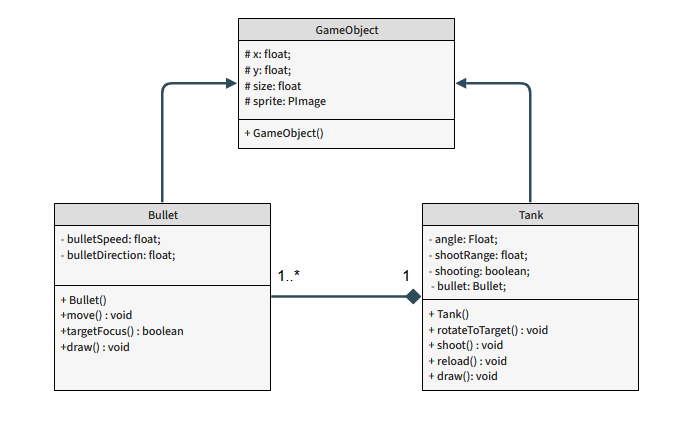 GameObject
# x: float;
# y: float;
# size: float
# sprite: PImage
+ GameObject()
Bullet
- bulletSpeed: float;
- bulletDirection: float;
+ Bullet()
+move() : void
+targetFocus() : boolean
+draw() : void
1..*
1
Tank
- angle: Float;
- shootRange: float;
- shooting: boolean;
- bullet: Bullet;
+ Tank()
+ rotateToTarget() : void
+ shoot() : void
+ reload() : void
+ draw(): void